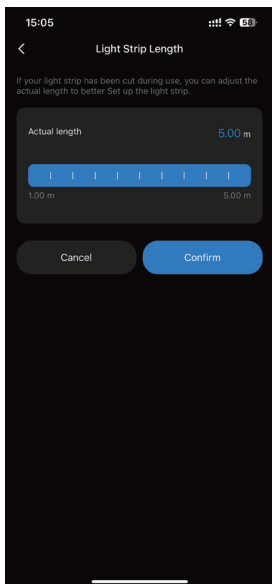 15:05
58
Light Strip Length
If your light strip has been cut during use, you can adjust the
actual length to better Set up the light strip.
Actual length 5.00 m
1.00 m 5.00 m
Cancel Confirm